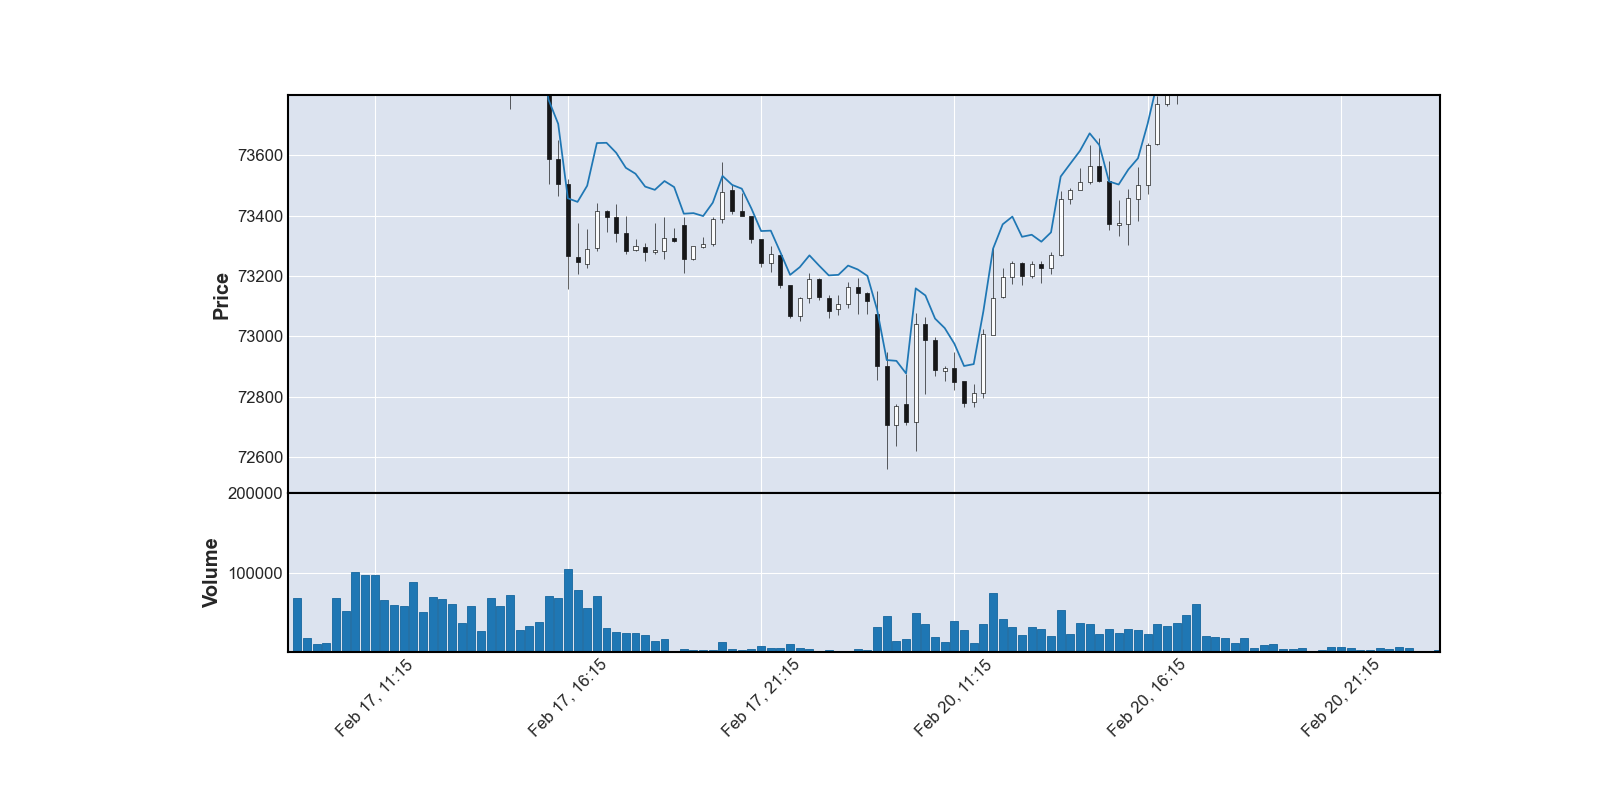 73600
73400
73200
73000
72800
72600
Price
200000
100000
Volume
Feb 17, 11:15
Feb 17, 16:15
Feb 17, 21:15
Feb 20, 11:15
Feb 20, 16:15
Feb 20, 21:15